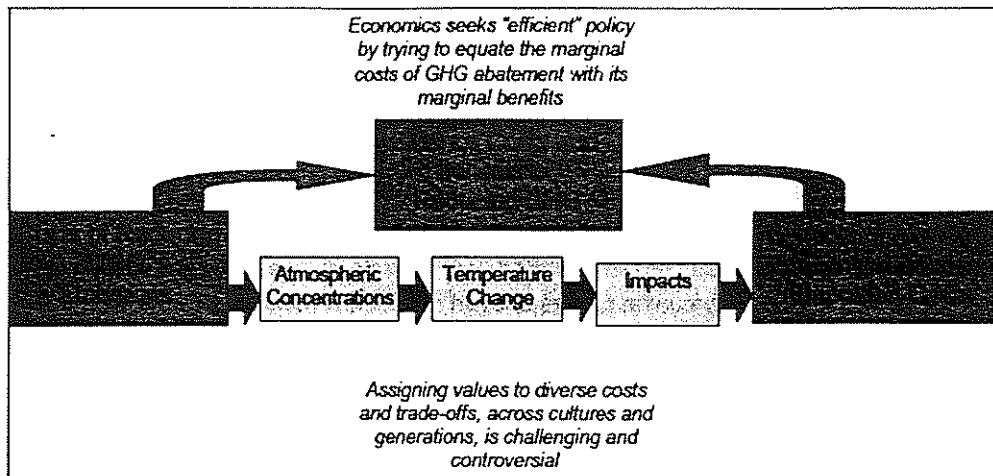 Economics seeks "efficient" policy
by trying to equate the marginal
costs of GHG abatement with its
marginal benefits
Atmospheric
Concentrations
Temperature
Change
Impacts
Assigning values to diverse costs
and trade-offs, across cultures and
generations, is challenging and
controversial